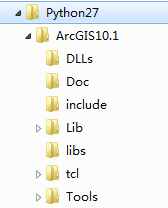 Python27
ArcGIS10.1
DLLs
Doc
include
Lib
libs
tcl
Tools